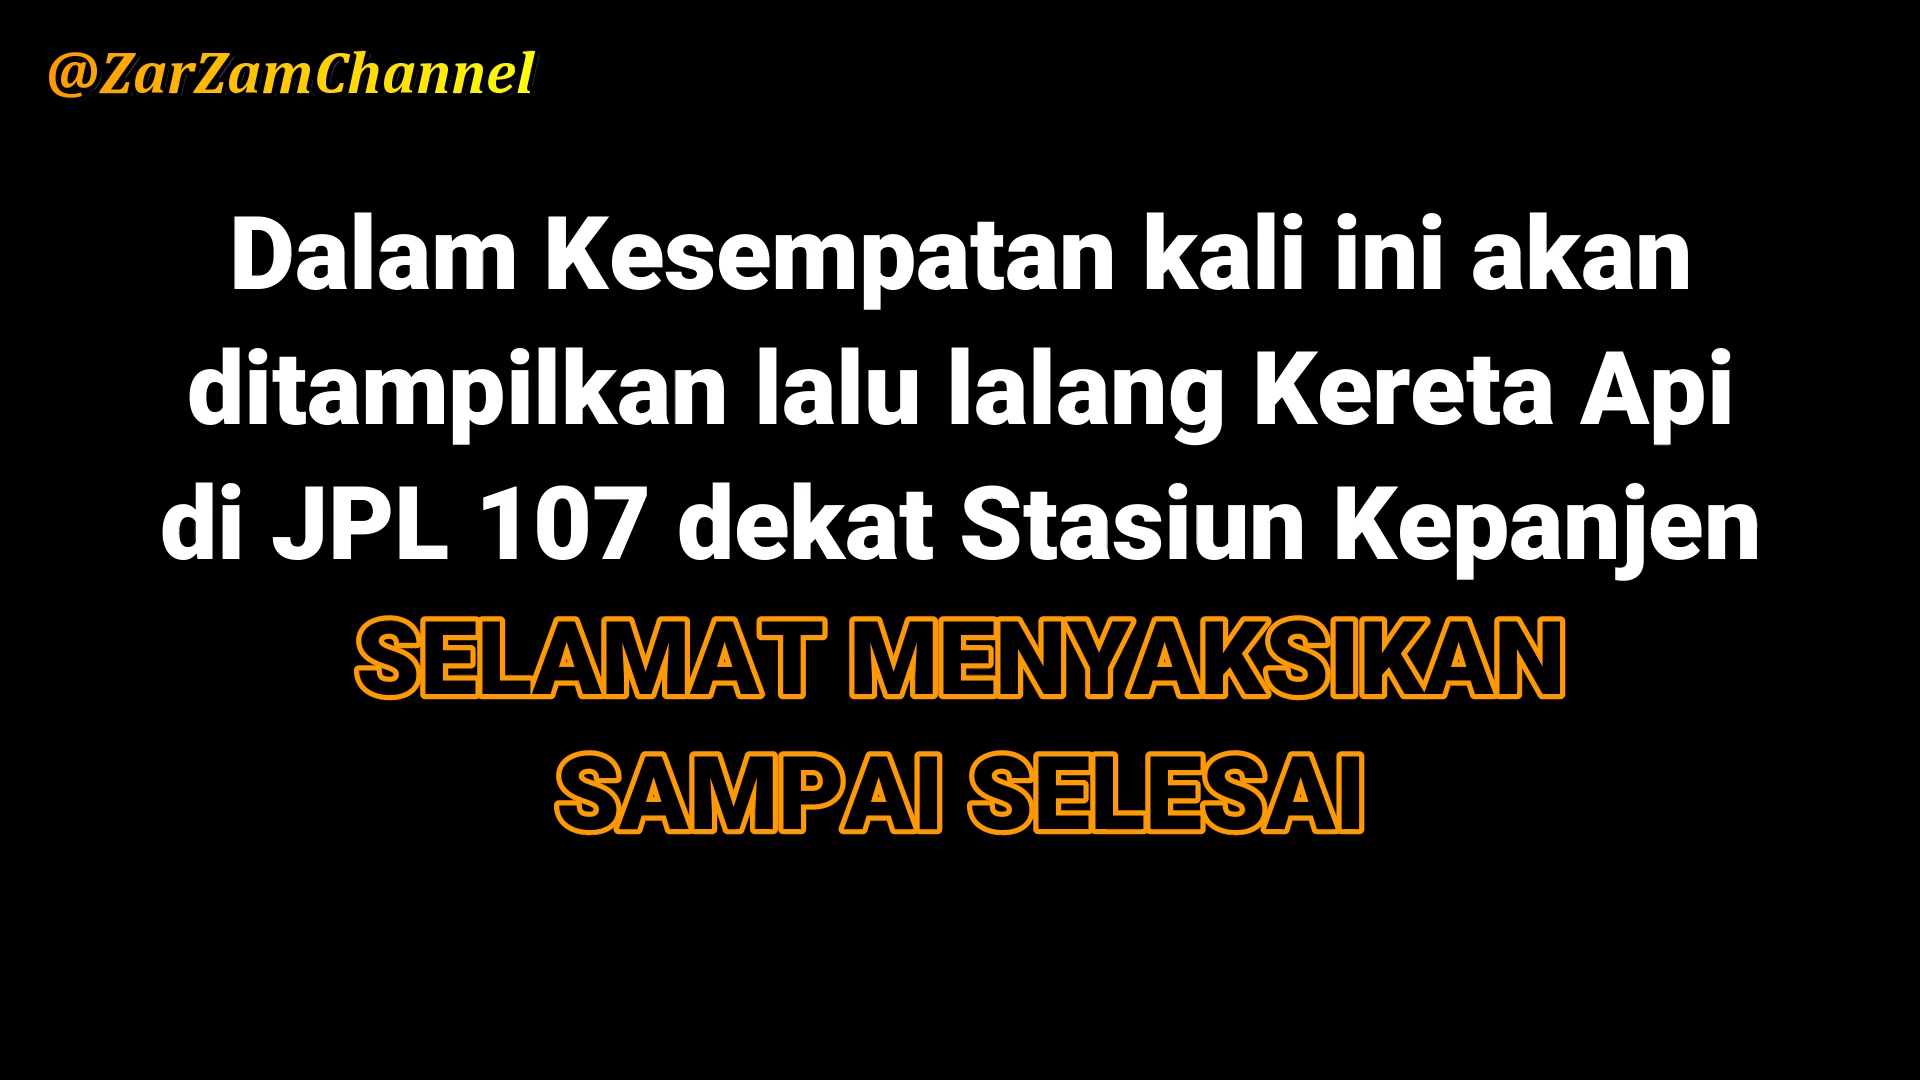 @ZarZamChannel
Dalam Kesempatan kali ini akan
ditampilkan lalu lalang Kereta Api
di JPL 107 dekat Stasiun Kepanjen
SELAMAT MENYAKSIKAN
SAMPAI SELESAI